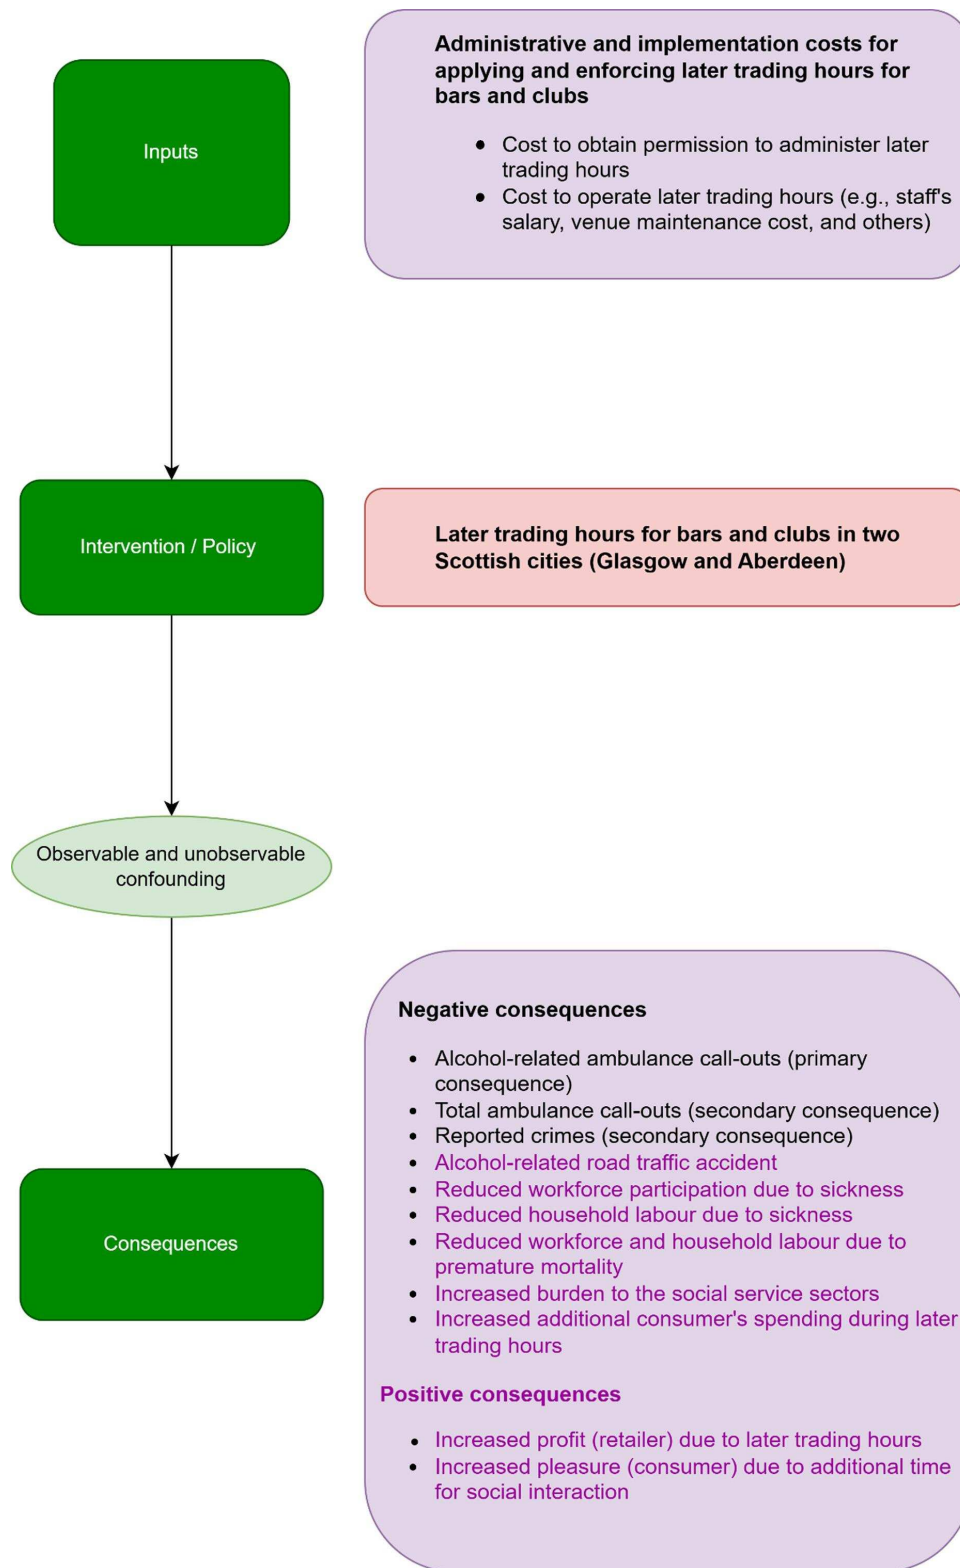 Administrative and implementation costs for
applying and enforcing later trading hours for
bars and clubs
Inputs
• Cost to obtain permission to administer later
trading hours
• Cost to operate later trading hours (e.g., staff's
salary, venue maintenance cost, and others)
Intervention / Policy
Later trading hours for bars and clubs in two
Scottish cities (Glasgow and Aberdeen)
Observable and unobservable
confounding
Consequences
Negative consequences
• Alcohol-related ambulance call-outs (primary
consequence)
• Total ambulance call-outs (secondary consequence)
• Reported crimes (secondary consequence)
• Alcohol-related road traffic accident
• Reduced workforce participation due to sickness
• Reduced household labour due to sickness
• Reduced workforce and household labour due to
premature mortality
• Increased burden to the social service sectors
• Increased additional consumer's spending during later
trading hours
Positive consequences
• Increased profit (retailer) due to later trading hours
• Increased pleasure (consumer) due to additional time
for social interaction